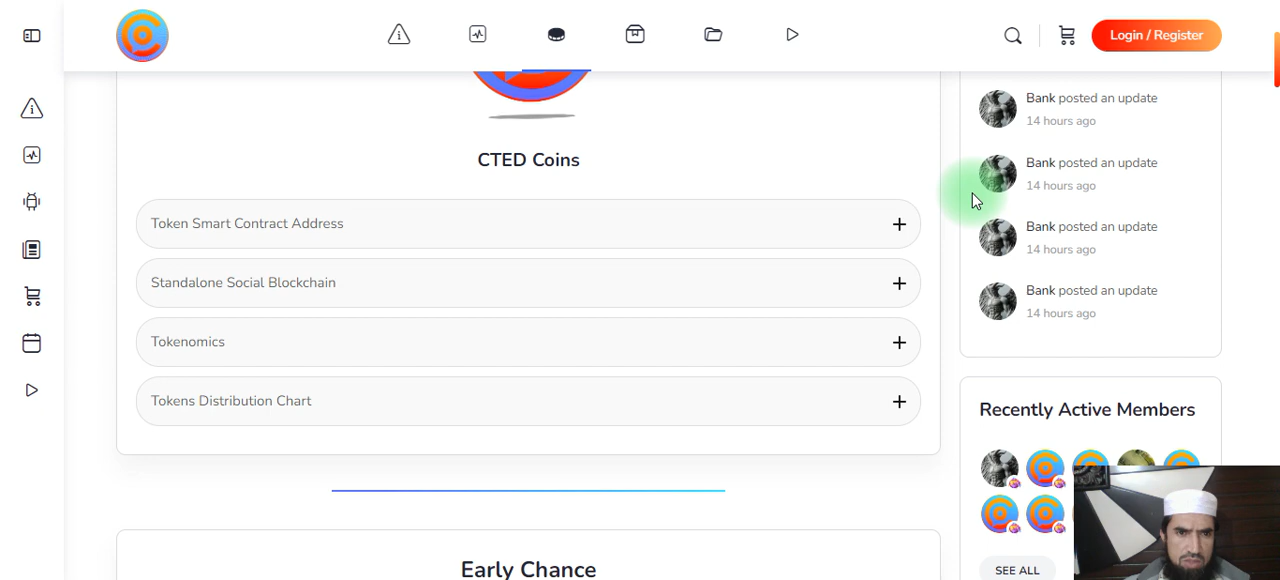 Login / Register
CTED Coins
Token Smart Contract Address
Standalone Social Blockchain
Tokenomics
Tokens Distribution Chart
Early Chance
Bank posted an update
14 hours ago
Bank posted an update
14 hours ago
Bank posted an update
14 hours ago
Bank posted an update
14 hours ago
Recently Active Members
SEE ALL